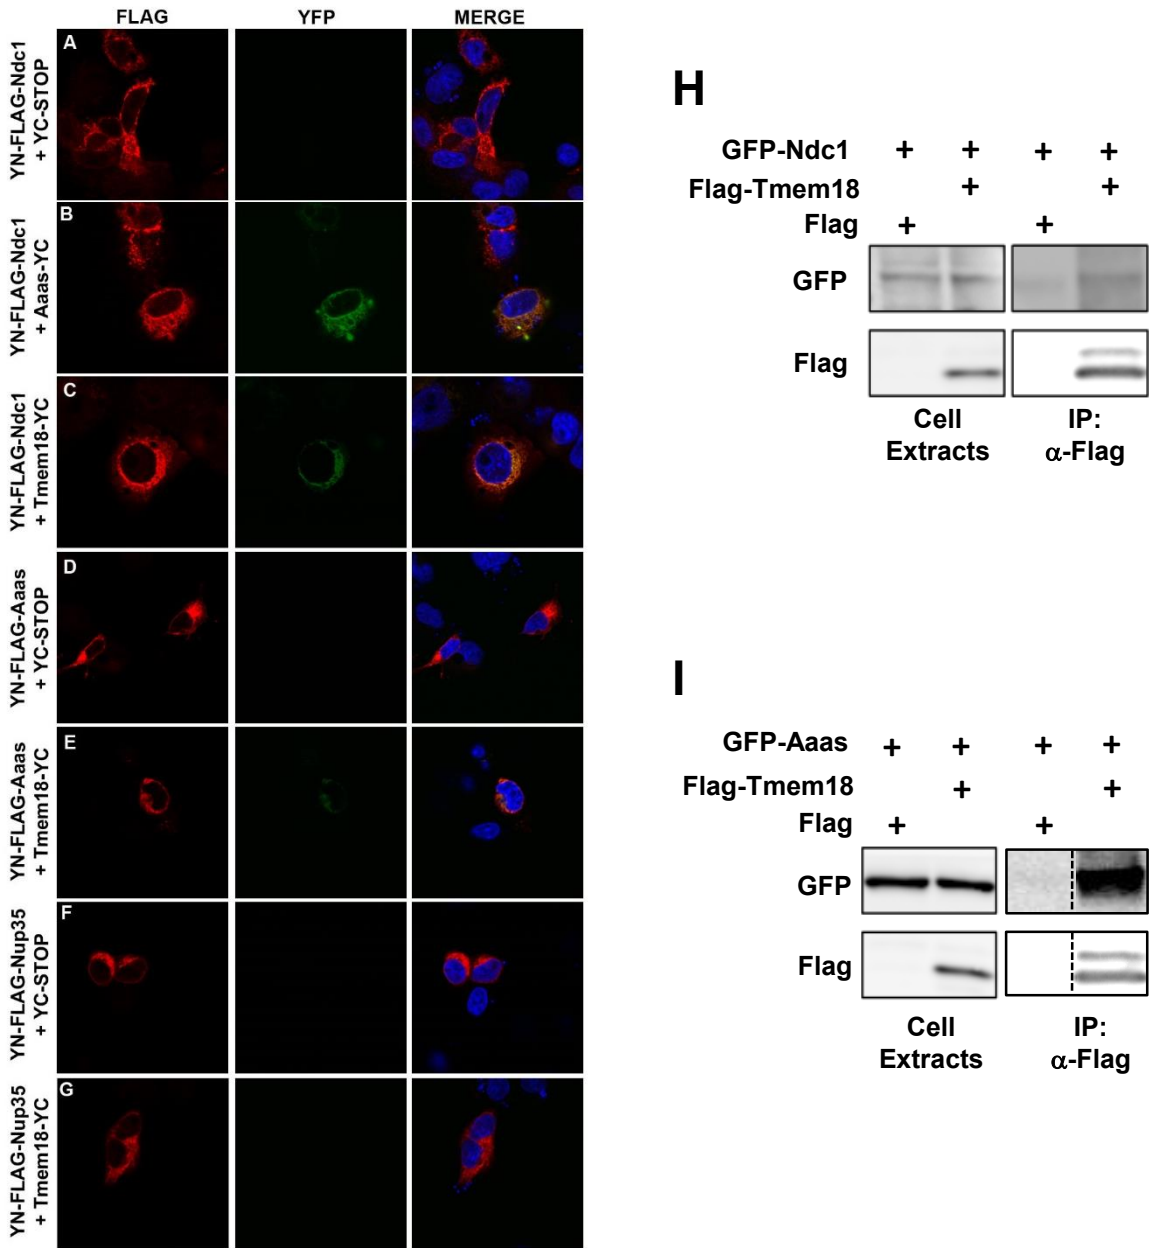 FLAG YFP MERGE
YN-FLAG-Ndc1
+ YC-STOP
A
YN-FLAG-Ndc1
+ Aaas-YC
B
YN-FLAG-Ndc1
+ Tmem18-YC
C
YN-FLAG-Aaas
+ YC-STOP
D
YN-FLAG-Aaas
+ Tmem18-YC
E
YN-FLAG-Nup35
+ YC-STOP
F
YN-FLAG-Nup35
+ Tmem18-YC
G
H
GFP-Ndc1 + + + +
Flag-Tmem18 + +
Flag + +
GFP
Flag
Cell
Extracts
IP:
α-Flag
I
GFP-Aaas + + + +
Flag-Tmem18 + +
Flag + +
GFP
Flag
Cell
Extracts
IP:
α-Flag